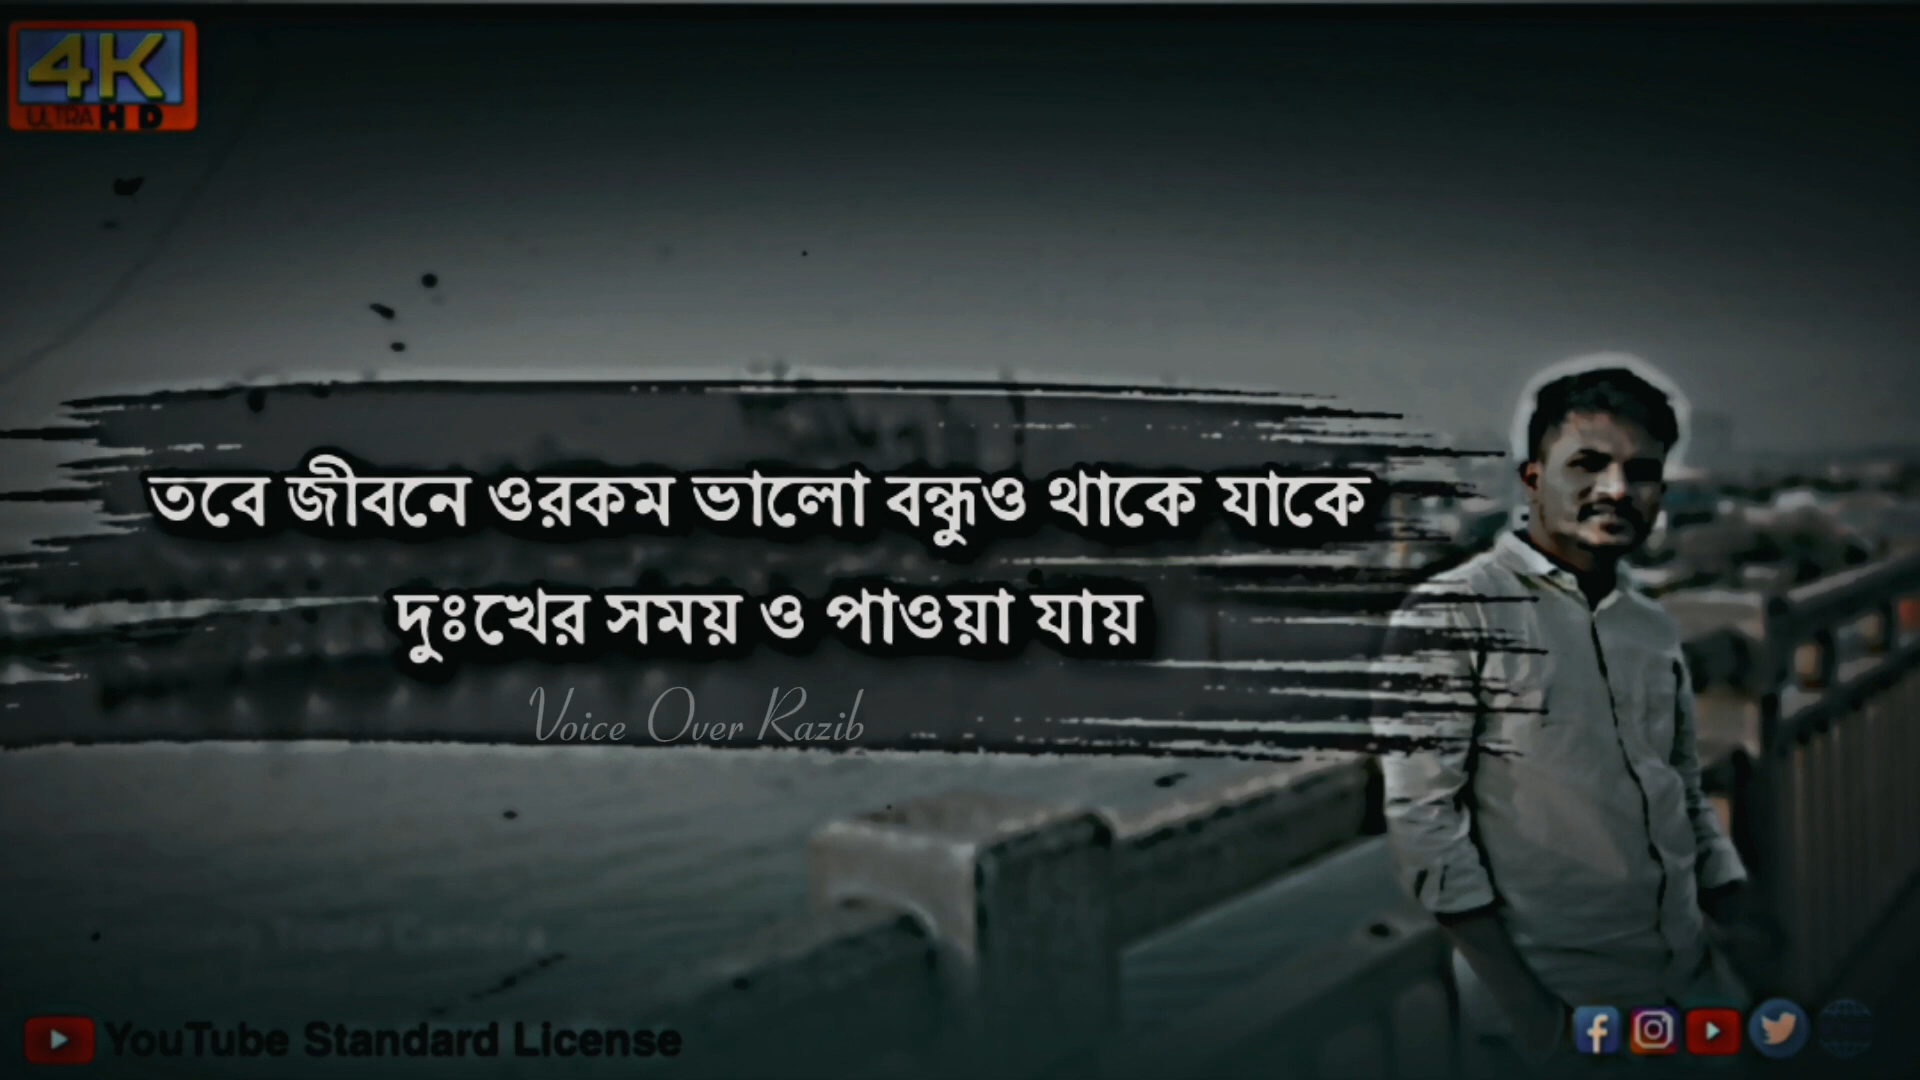 4K
ULTRA HD
তবে জীবনে ওরকম ভালো বন্ধুও থাকে যাকে
দুঃখের সময় ও পাওয়া যায়
Voice Over Razib
YouTube Standard License